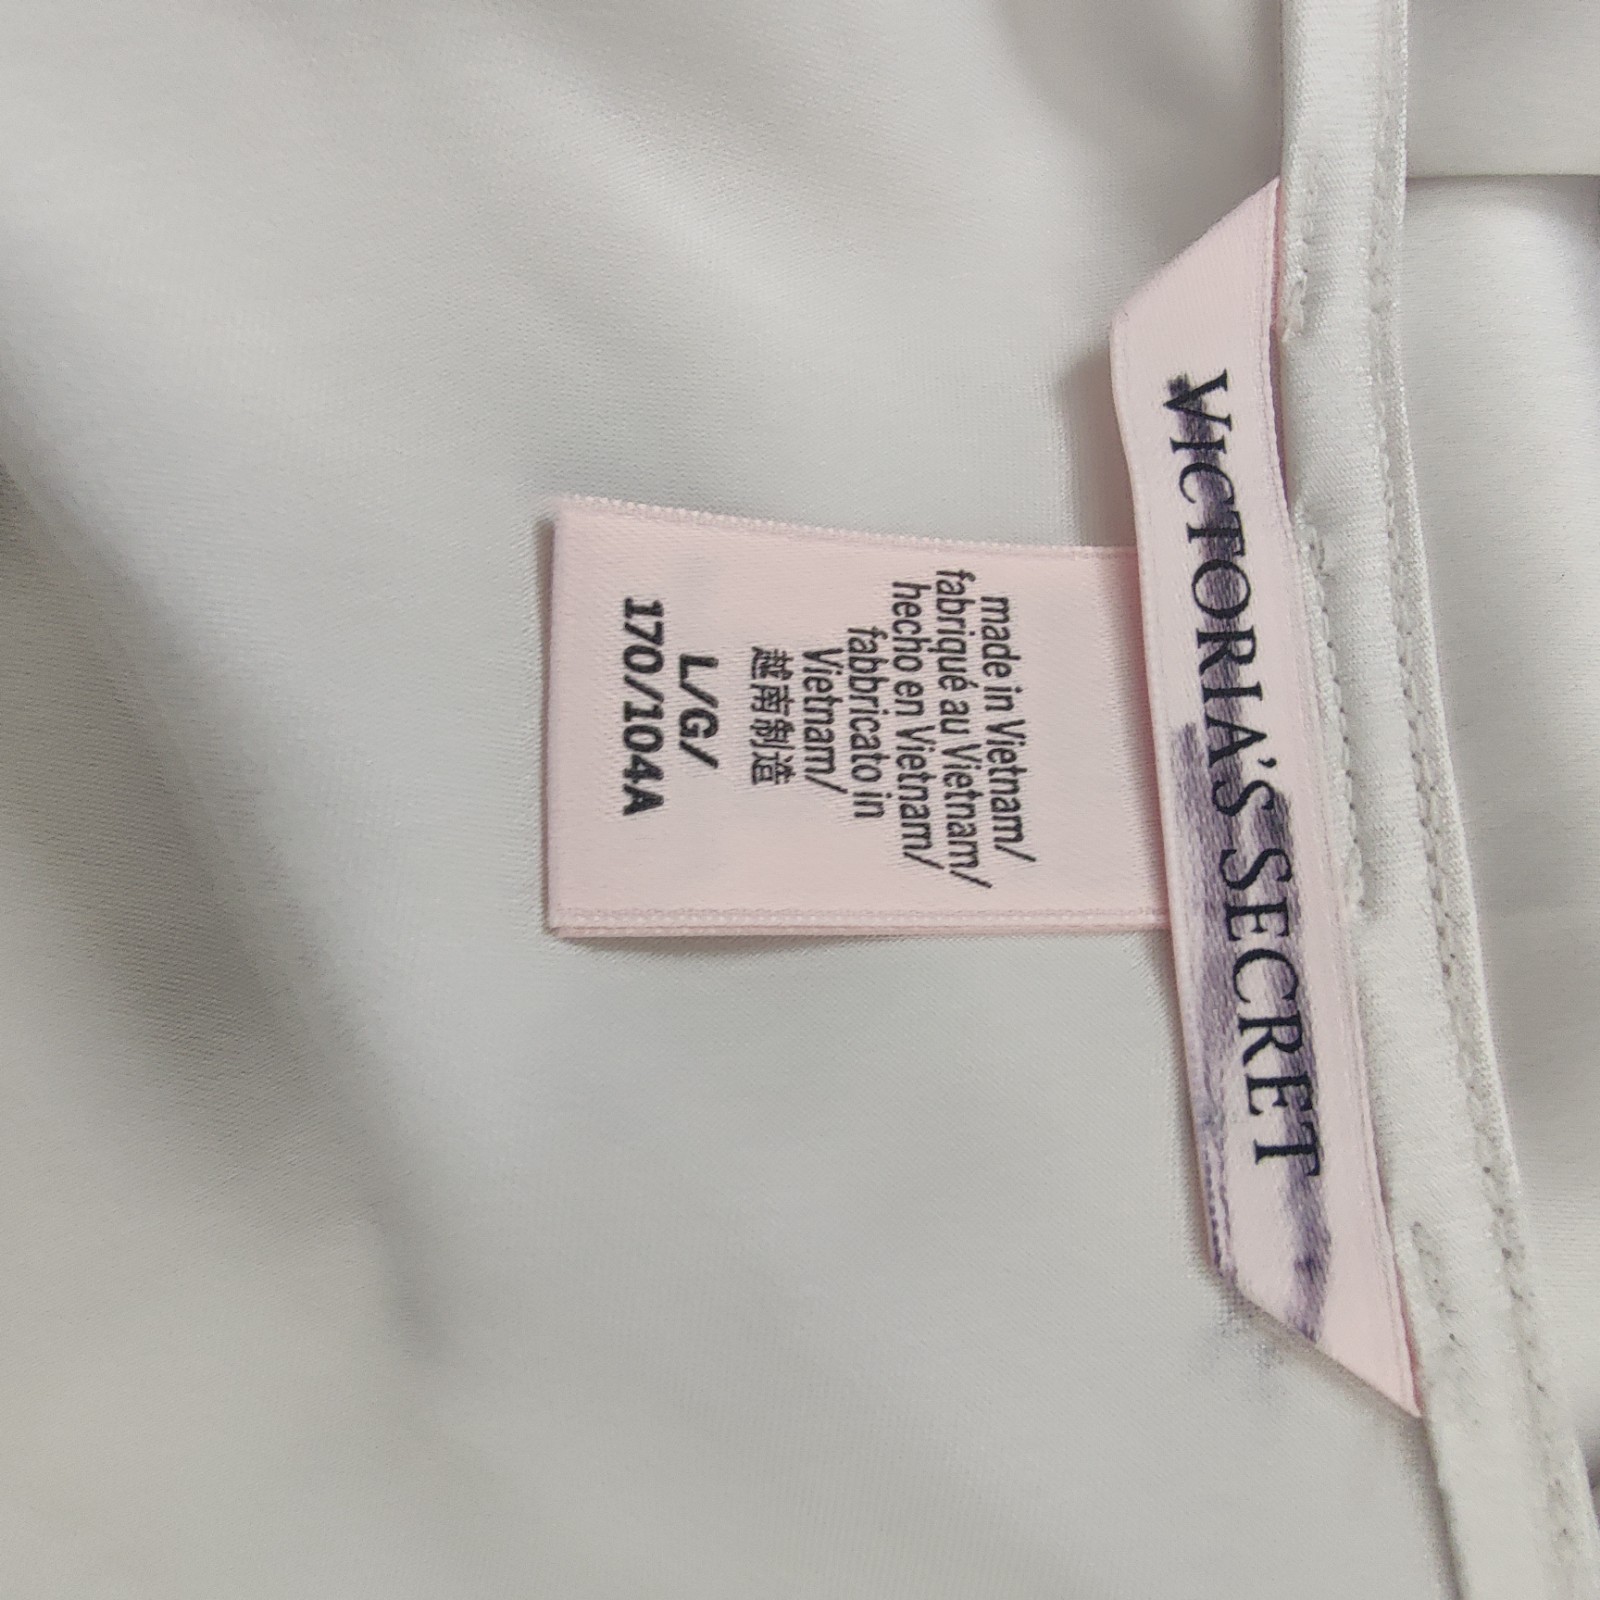 VICTORIA'S SECRET
made in Vietnam/
fabriqué au Vietnam/
hecho en Vietnam/
fabbricato in
Vietnam/
越南制造
L/G/
170/104A